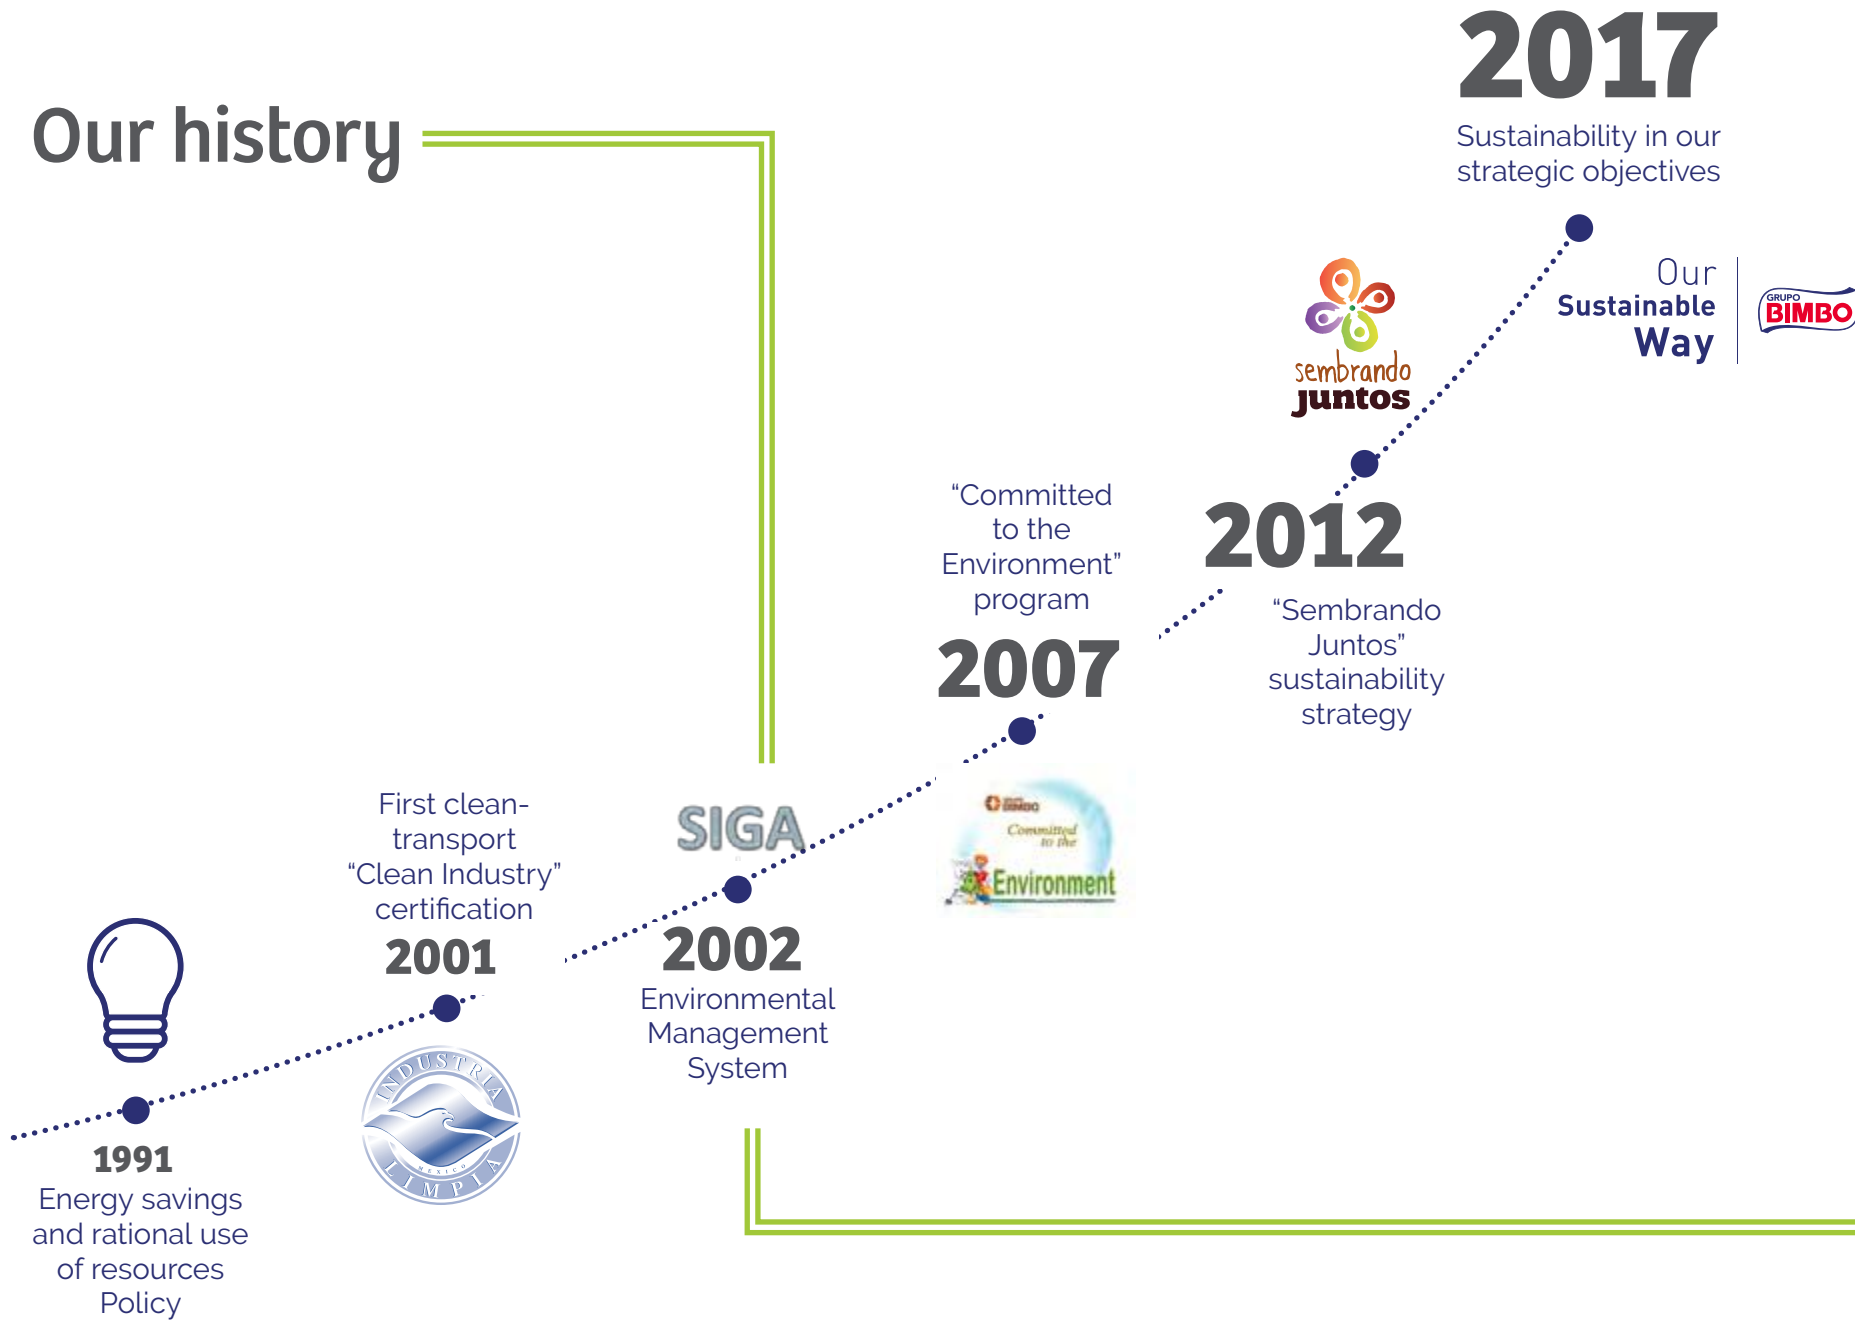 Our history
1991
Energy savings
and rational use
of resources
Policy
First clean-
transport
“Clean Industry”
certification
2001
INDUSTRIA
MEXICO
LIMPIA
SIGA
2002
Environmental
Management
System
“Committed
to the
Environment”
program
2007
BIMBO
Committed
to the
Environment
sembrando
juntos
2012
“Sembrando
Juntos”
sustainability
strategy
2017
Sustainability in our
strategic objectives
Our
Sustainable
Way
GRUPO
BIMBO